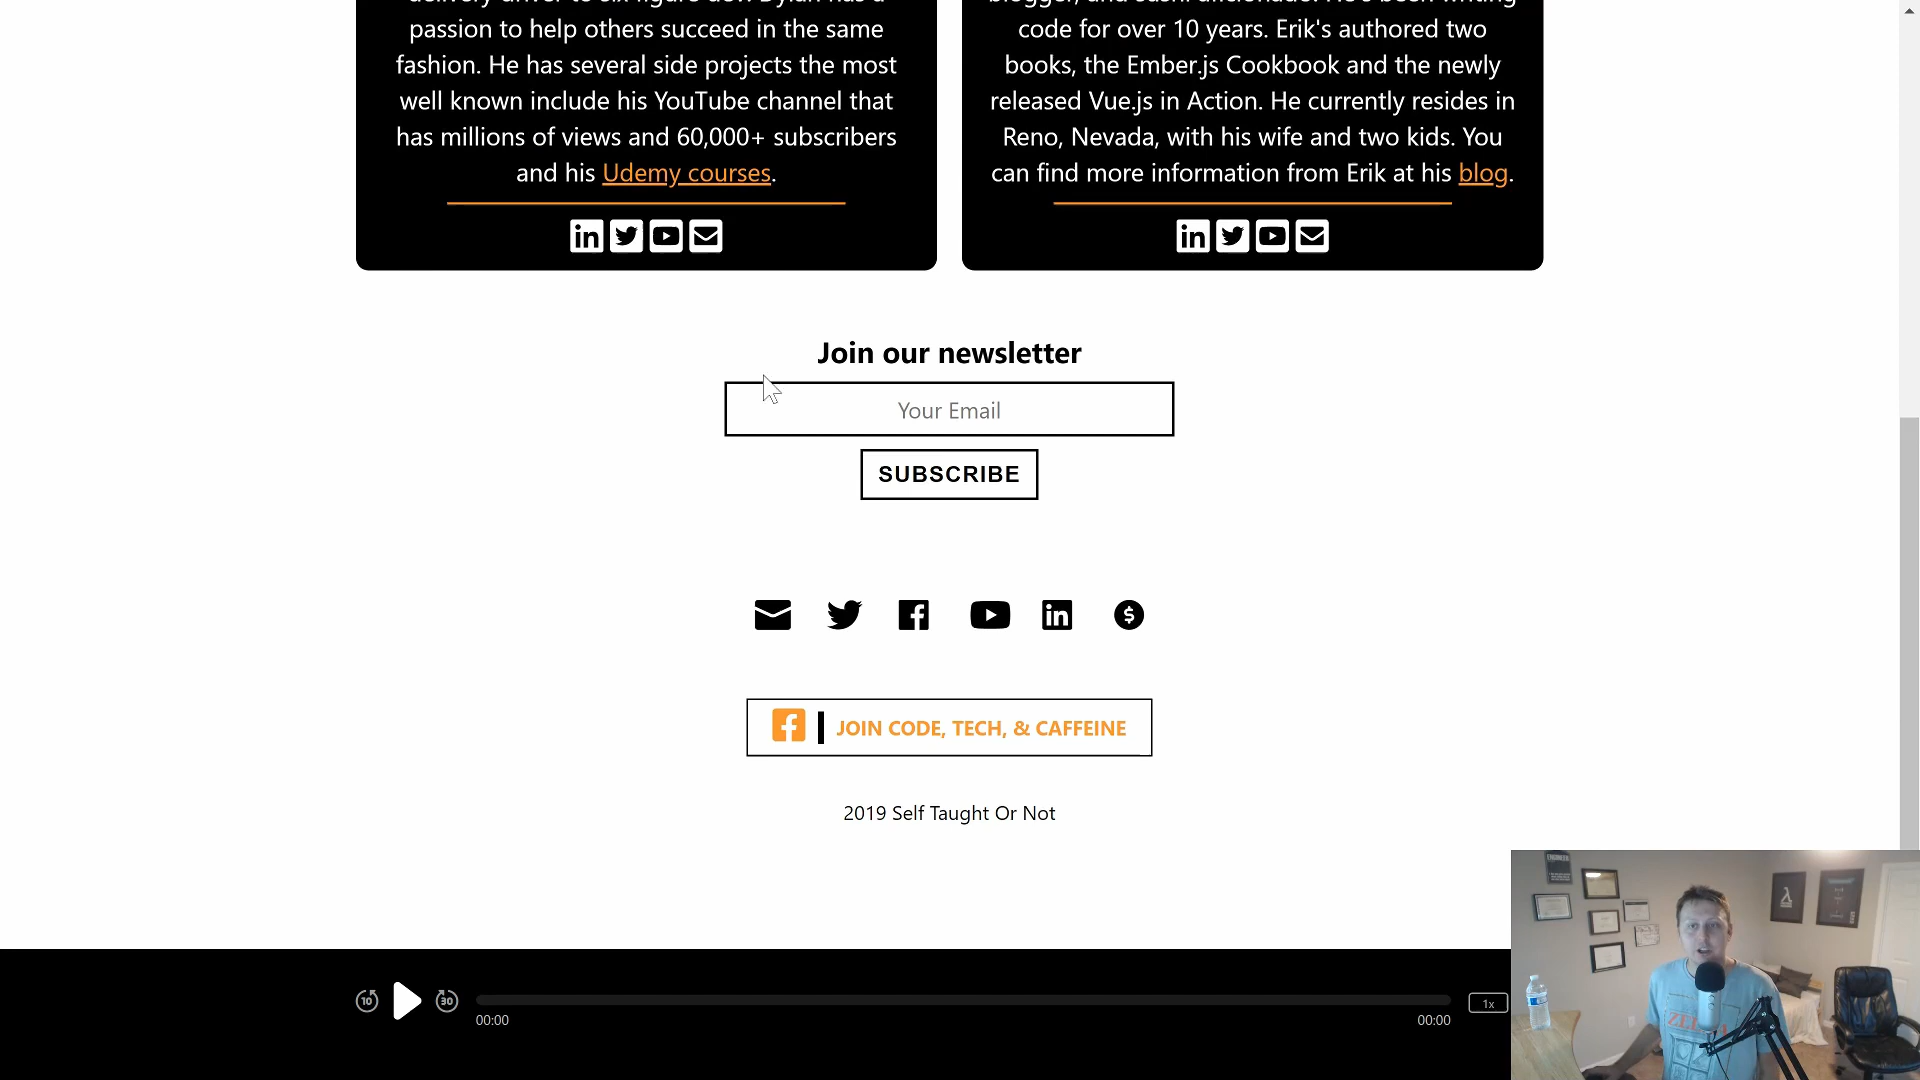 passion to help others succeed in the same
fashion. He has several side projects the most
well known include his YouTube channel that
has millions of views and 60,000+ subscribers
and his Udemy courses.
code for over 10 years. Erik's authored two
books, the Ember.js Cookbook and the newly
released Vue.js in Action. He currently resides in
Reno, Nevada, with his wife and two kids. You
can find more information from Erik at his blog.
Join our newsletter
Your Email
SUBSCRIBE
JOIN CODE, TECH, & CAFFEINE
2019 Self Taught Or Not
10
30
00:00
00:00
1x